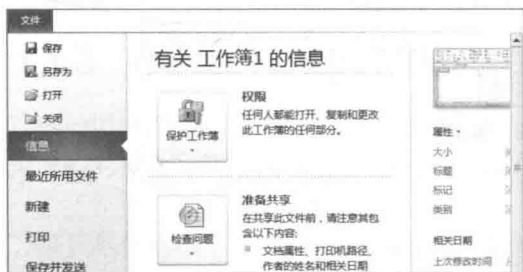 文件
保存
另存为
打开
关闭
信息
最近所用文件
新建
打印
保存并发送
有关 工作簿1 的信息
保护工作簿
权限
任何人都能打开、复制和更改
此工作簿的任何部分。
检查问题
准备共享
在共享此文件前，请注意其包
含以下内容:
文档属性、打印机路径、
作者的姓名和相关日期
属性
大小
标题
标记
类别
相关日期
上次修改时间